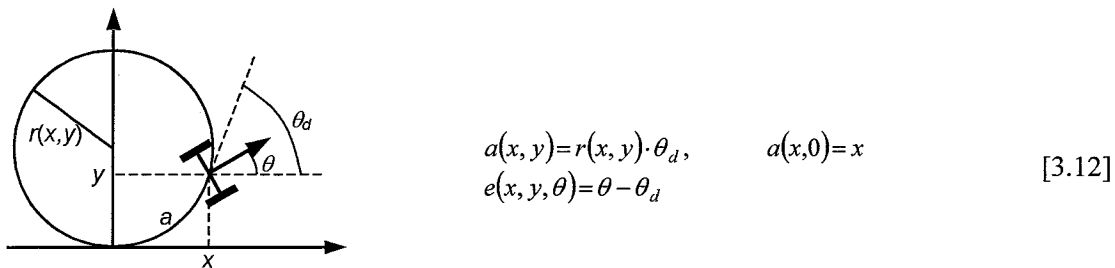 r(x,y)
θd
θ
y
a
x
a(x, y)=r(x, y)·θd, a(x,0)=x
e(x, y,θ)=θ−θd
[3.12]